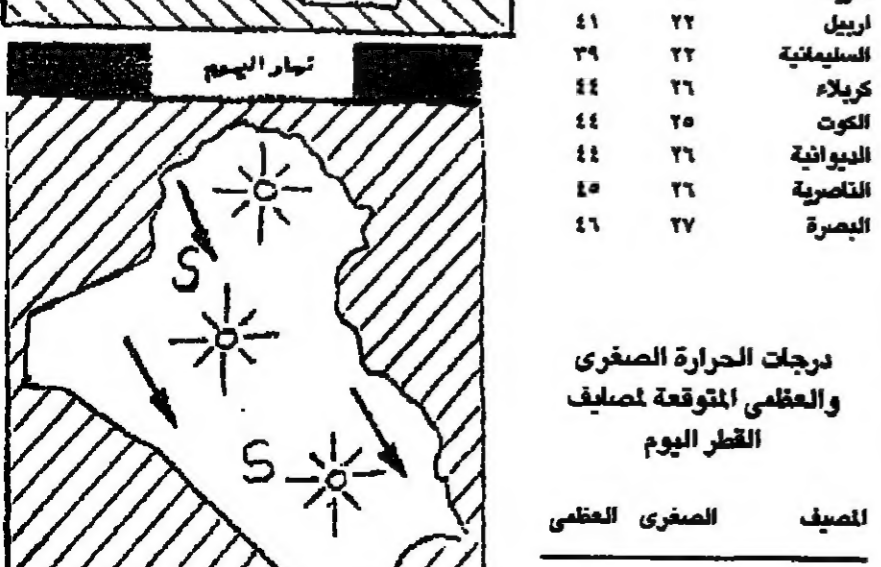 اربيل ٢٢ ٤١
السليمانية ٢٢ ٣٩
كربلاء ٢٦ ٤٤
الكوت ٢٥ ٤٤
الديوانية ٢٦ ٤٤
الناصرية ٢٦ ٤٥
البصرة ٢٧ ٤٦
درجات الحرارة الصغرى
والعظمى المتوقعة لمصايف
القطر اليوم
المصيف الصغرى العظمى
نهار اليوم
S
S